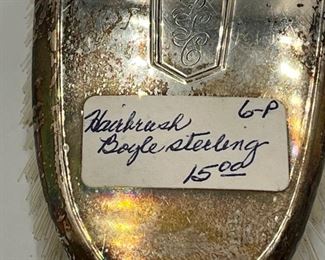 6-P
Hairbrush
Boyle sterling
15.00